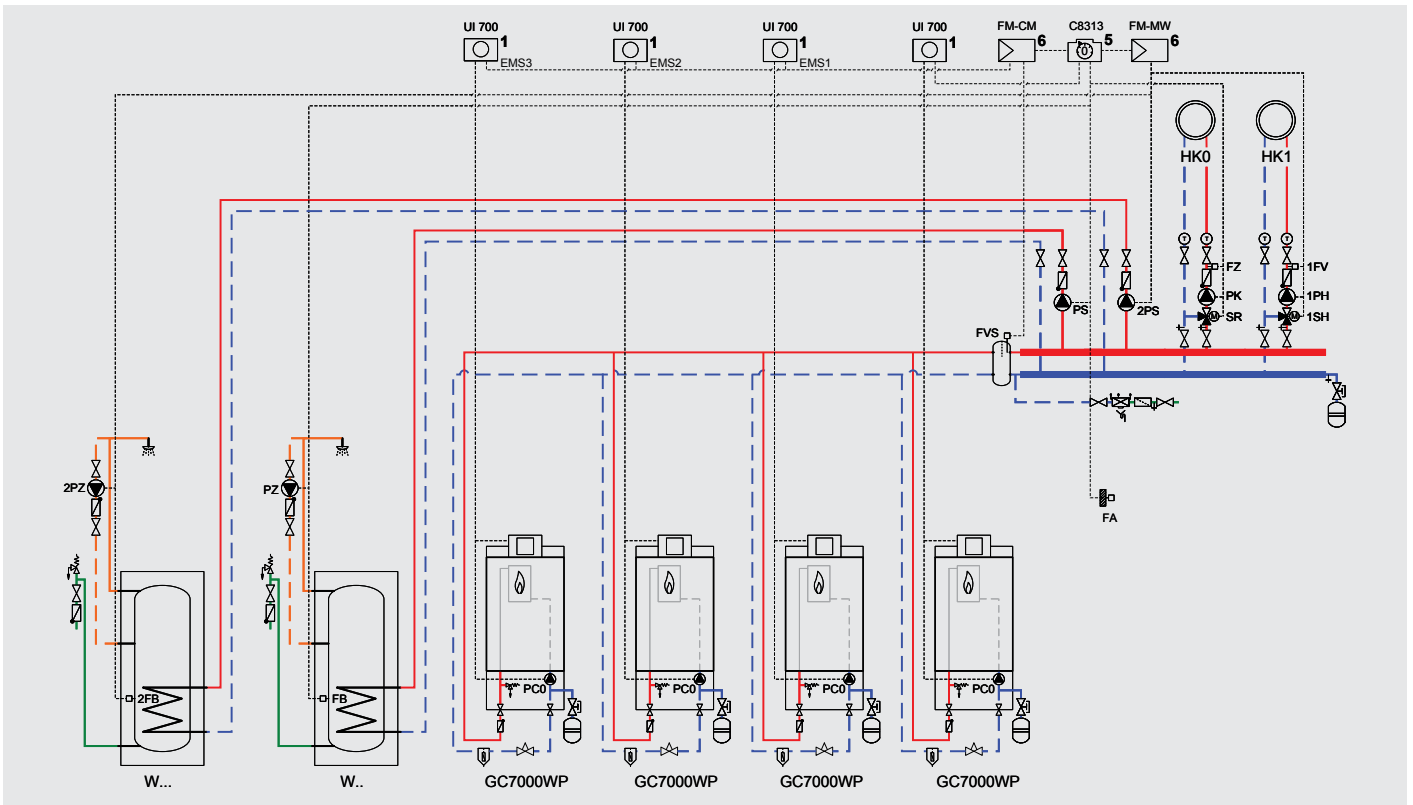 UI 700 UI 700 UI 700 UI 700 FM-CM C8313 FM-MW
1 1 1 1 6 5 6
EMS3 EMS2 EMS1
HK0 HK1
T T T T
FZ 1FV
PS 2PS PK 1PH
M SR M 1SH
FVS
2PZ PZ
FA
2FB FB PC0 PC0 PC0 PC0
W... W.. GC7000WP GC7000WP GC7000WP GC7000WP